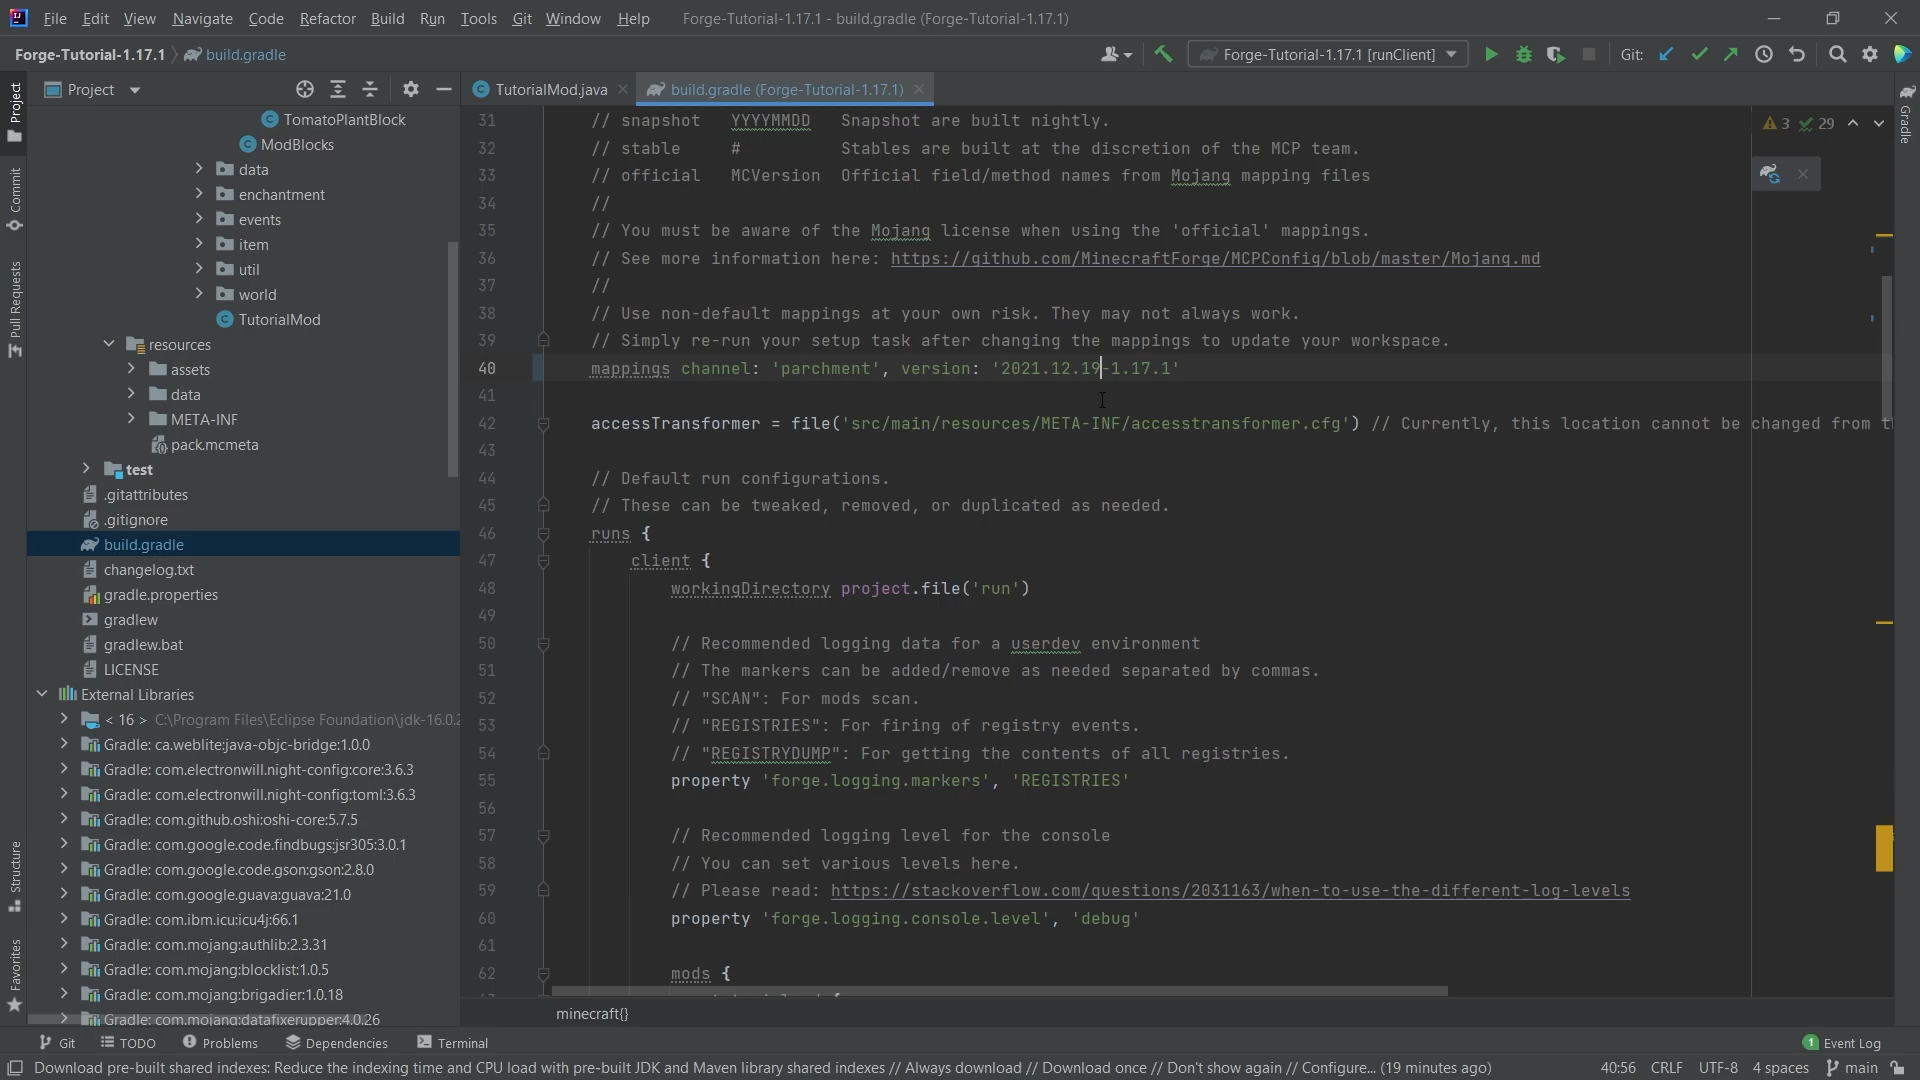 File Edit View Navigate Code Refactor Build Run Tools Git Window Help Forge-Tutorial-1.17.1 - build.gradle (Forge-Tutorial-1.17.1)
Forge-Tutorial-1.17.1 build.gradle Forge-Tutorial-1.17.1 [runClient] Git:
Project
TutorialMod.java build.gradle (Forge-Tutorial-1.17.1)
Project
Commit
Pull Requests
Structure
Favorites
TomatoPlantBlock
ModBlocks
data
enchantment
events
item
util
world
TutorialMod
resources
assets
data
META-INF
pack.mcmeta
test
.gitattributes
.gitignore
build.gradle
changelog.txt
gradle.properties
gradlew
gradlew.bat
LICENSE
External Libraries
< 16 > C:\Program Files\Eclipse Foundation\jdk-16.0.2
Gradle: ca.weblite:java-objc-bridge:1.0.0
Gradle: com.electronwill.night-config:core:3.6.3
Gradle: com.electronwill.night-config:toml:3.6.3
Gradle: com.github.oshi:oshi-core:5.7.5
Gradle: com.google.code.findbugs:jsr305:3.0.1
Gradle: com.google.code.gson:gson:2.8.0
Gradle: com.google.guava:guava:21.0
Gradle: com.ibm.icu:icu4j:66.1
Gradle: com.mojang:authlib:2.3.31
Gradle: com.mojang:blocklist:1.0.5
Gradle: com.mojang:brigadier:1.0.18
Gradle: com.mojang:datafixerupper:4.0.26
31 // snapshot YYYYMMDD Snapshot are built nightly.
32 // stable # Stables are built at the discretion of the MCP team.
33 // official MCVersion Official field/method names from Mojang mapping files
34 //
35 // You must be aware of the Mojang license when using the 'official' mappings.
36 // See more information here: https://github.com/MinecraftForge/MCPConfig/blob/master/Mojang.md
37 //
38 // Use non-default mappings at your own risk. They may not always work.
39 // Simply re-run your setup task after changing the mappings to update your workspace.
40 mappings channel: 'parchment', version: '2021.12.19-1.17.1'
41
42 accessTransformer = file('src/main/resources/META-INF/accesstransformer.cfg') // Currently, this location cannot be changed from t
43
44 // Default run configurations.
45 // These can be tweaked, removed, or duplicated as needed.
46 runs {
47 client {
48 workingDirectory project.file('run')
49
50 // Recommended logging data for a userdev environment
51 // The markers can be added/remove as needed separated by commas.
52 // "SCAN": For mods scan.
53 // "REGISTRIES": For firing of registry events.
54 // "REGISTRYDUMP": For getting the contents of all registries.
55 property 'forge.logging.markers', 'REGISTRIES'
56
57 // Recommended logging level for the console
58 // You can set various levels here.
59 // Please read: https://stackoverflow.com/questions/2031163/when-to-use-the-different-log-levels
60 property 'forge.logging.console.level', 'debug'
61
62 mods {
3 29
Gradle
minecraft{}
Git TODO Problems Dependencies Terminal 1 Event Log
Download pre-built shared indexes: Reduce the indexing time and CPU load with pre-built JDK and Maven library shared indexes // Always download // Download once // Don't show again // Configure... (19 minutes ago) 40:56 CRLF UTF-8 4 spaces main